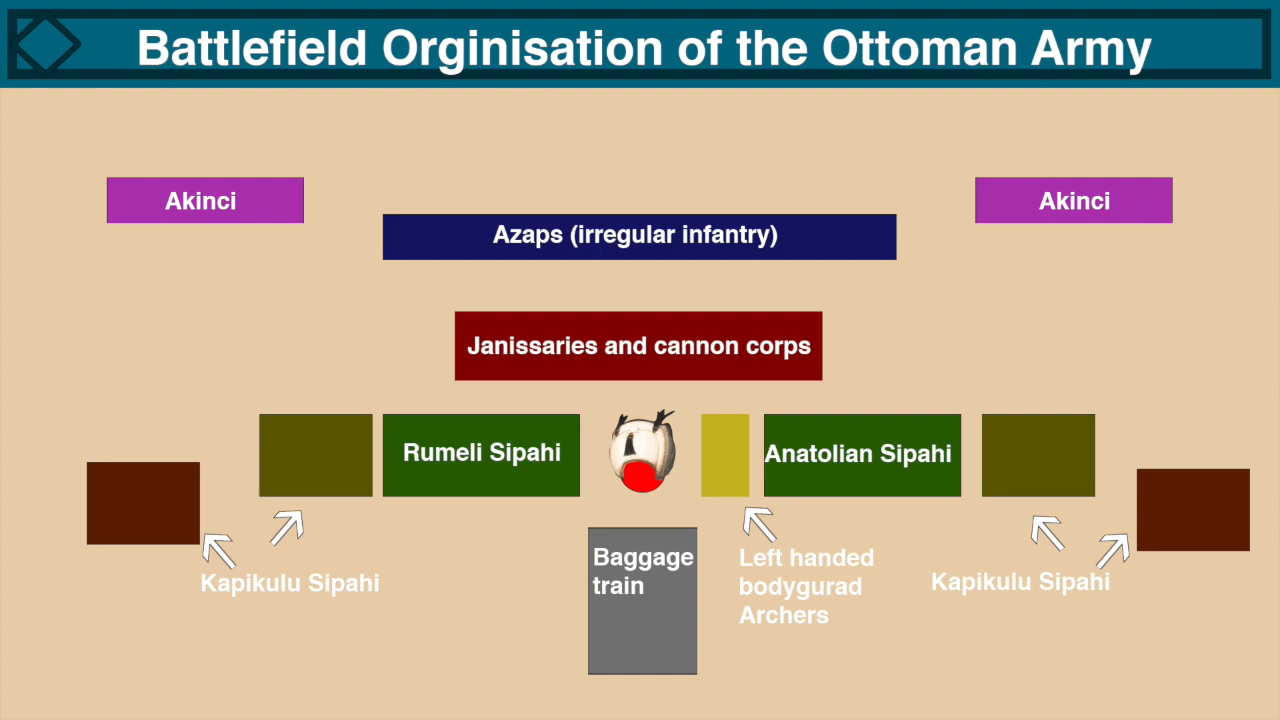 Battlefield Orginisation of the Ottoman Army
Akinci
Akinci
Azaps (irregular infantry)
Janissaries and cannon corps
Rumeli Sipahi
Anatolian Sipahi
Baggage
train
Left handed
bodygurad
Archers
Kapikulu Sipahi
Kapikulu Sipahi